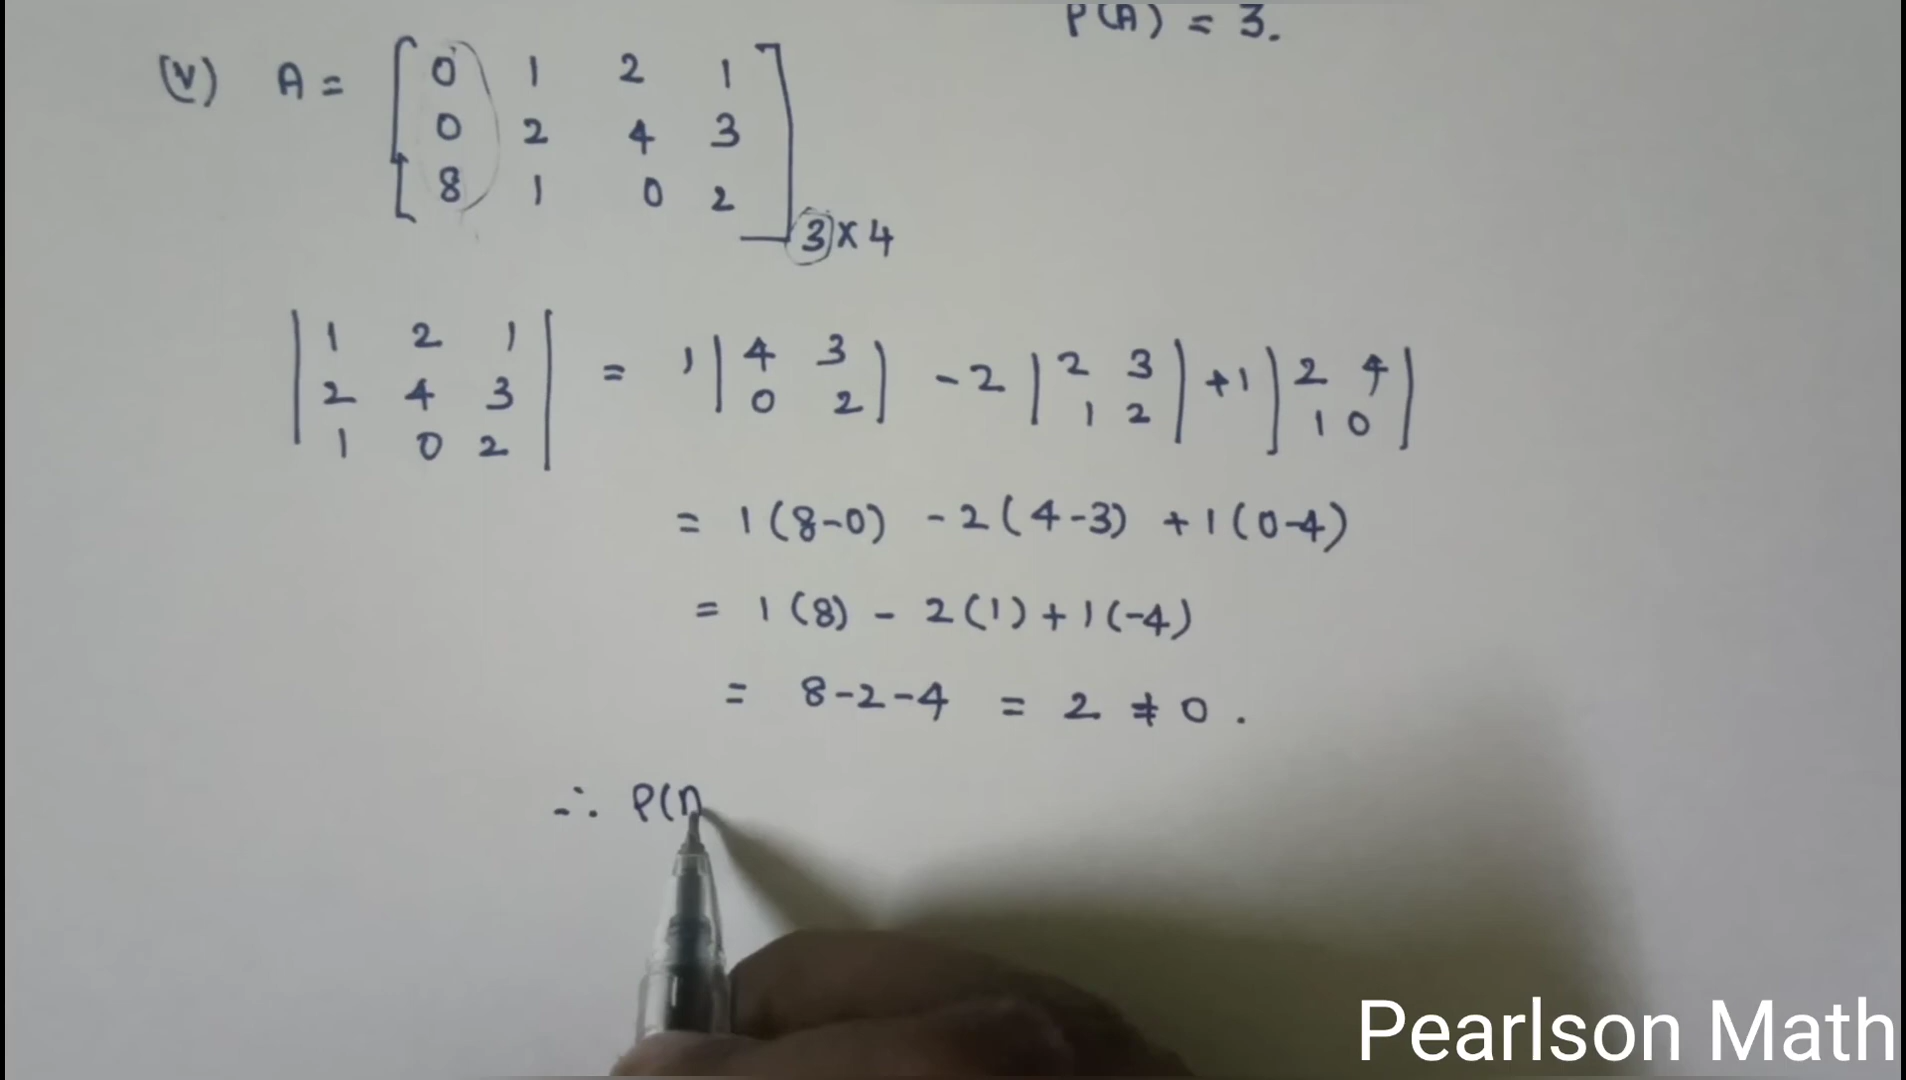 P(A) = 3.
(v) A = [ 0 1 2 1
0 2 4 3
8 1 0 2 ] 3×4
| 1 2 1 | = 1 | 4 3 | - 2 | 2 3 | + 1 | 2 4 |
| 2 4 3 | | 0 2 | | 1 2 | | 1 0 |
| 1 0 2 |
= 1(8-0) - 2(4-3) + 1(0-4)
= 1(8) - 2(1) + 1(-4)
= 8-2-4 = 2 ≠ 0.
∴ P(
Pearlson Math